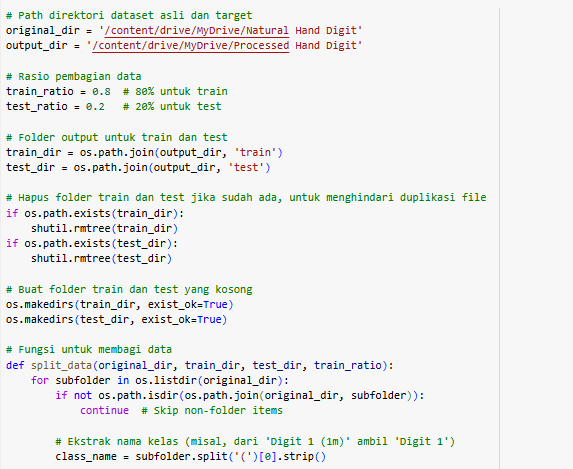 # Path direktori dataset asli dan target
original_dir = '/content/drive/MyDrive/Natural Hand Digit'
output_dir = '/content/drive/MyDrive/Processed Hand Digit'

# Rasio pembagian data
train_ratio = 0.8  # 80% untuk train
test_ratio = 0.2   # 20% untuk test

# Folder output untuk train dan test
train_dir = os.path.join(output_dir, 'train')
test_dir = os.path.join(output_dir, 'test')

# Hapus folder train dan test jika sudah ada, untuk menghindari duplikasi file
if os.path.exists(train_dir):
    shutil.rmtree(train_dir)
if os.path.exists(test_dir):
    shutil.rmtree(test_dir)

# Buat folder train dan test yang kosong
os.makedirs(train_dir, exist_ok=True)
os.makedirs(test_dir, exist_ok=True)

# Fungsi untuk membagi data
def split_data(original_dir, train_dir, test_dir, train_ratio):
    for subfolder in os.listdir(original_dir):
        if not os.path.isdir(os.path.join(original_dir, subfolder)):
            continue  # Skip non-folder items

        # Ekstrak nama kelas (misal, dari 'Digit 1 (1m)' ambil 'Digit 1')
        class_name = subfolder.split('(')[0].strip()